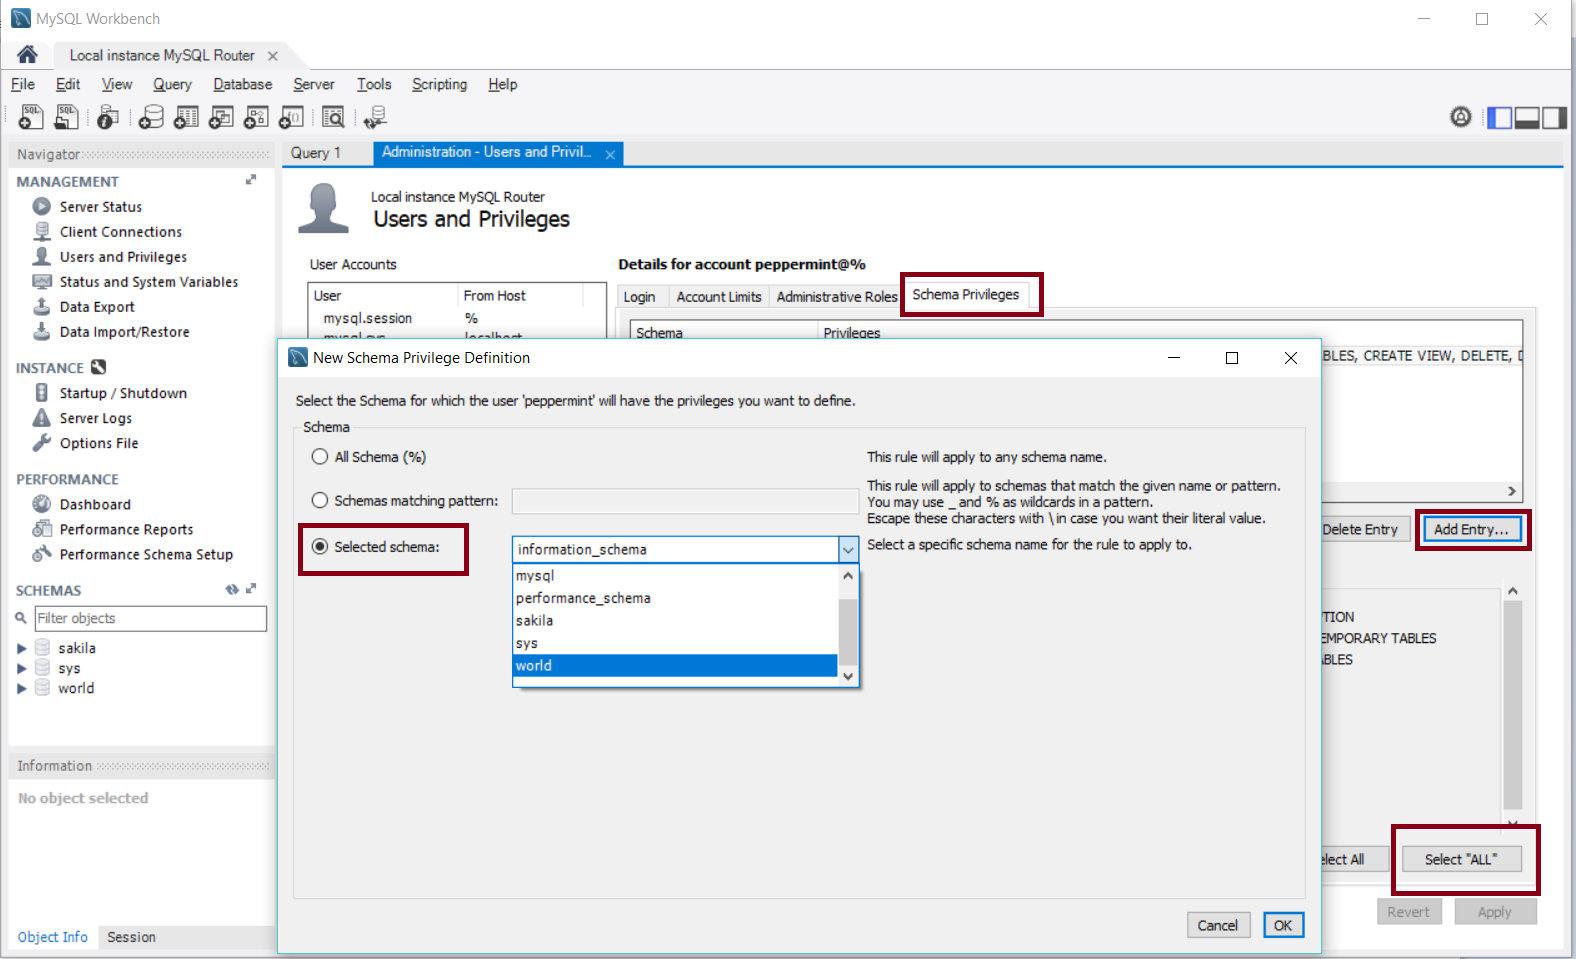 MySQL Workbench
Local instance MySQL Router
File Edit View Query Database Server Tools Scripting Help
Navigator
MANAGEMENT
Server Status
Client Connections
Users and Privileges
Status and System Variables
Data Export
Data Import/Restore
INSTANCE
Startup / Shutdown
Server Logs
Options File
PERFORMANCE
Dashboard
Performance Reports
Performance Schema Setup
SCHEMAS
Filter objects
sakila
sys
world
Information
No object selected
Object Info Session
Query 1 Administration - Users and Privil...
Local instance MySQL Router
Users and Privileges
User Accounts
User From Host
mysql.session %
Details for account peppermint@%
Login Account Limits Administrative Roles Schema Privileges
Schema Privileges
BLES, CREATE VIEW, DELETE, D
Delete Entry Add Entry...
TION
EMPORARY TABLES
ABLES
elect All Select "ALL"
Revert Apply
New Schema Privilege Definition
Select the Schema for which the user 'peppermint' will have the privileges you want to define.
Schema
All Schema (%) This rule will apply to any schema name.
Schemas matching pattern: This rule will apply to schemas that match the given name or pattern.
You may use _ and % as wildcards in a pattern.
Escape these characters with \ in case you want their literal value.
Selected schema: information_schema Select a specific schema name for the rule to apply to.
mysql
performance_schema
sakila
sys
world
Cancel OK